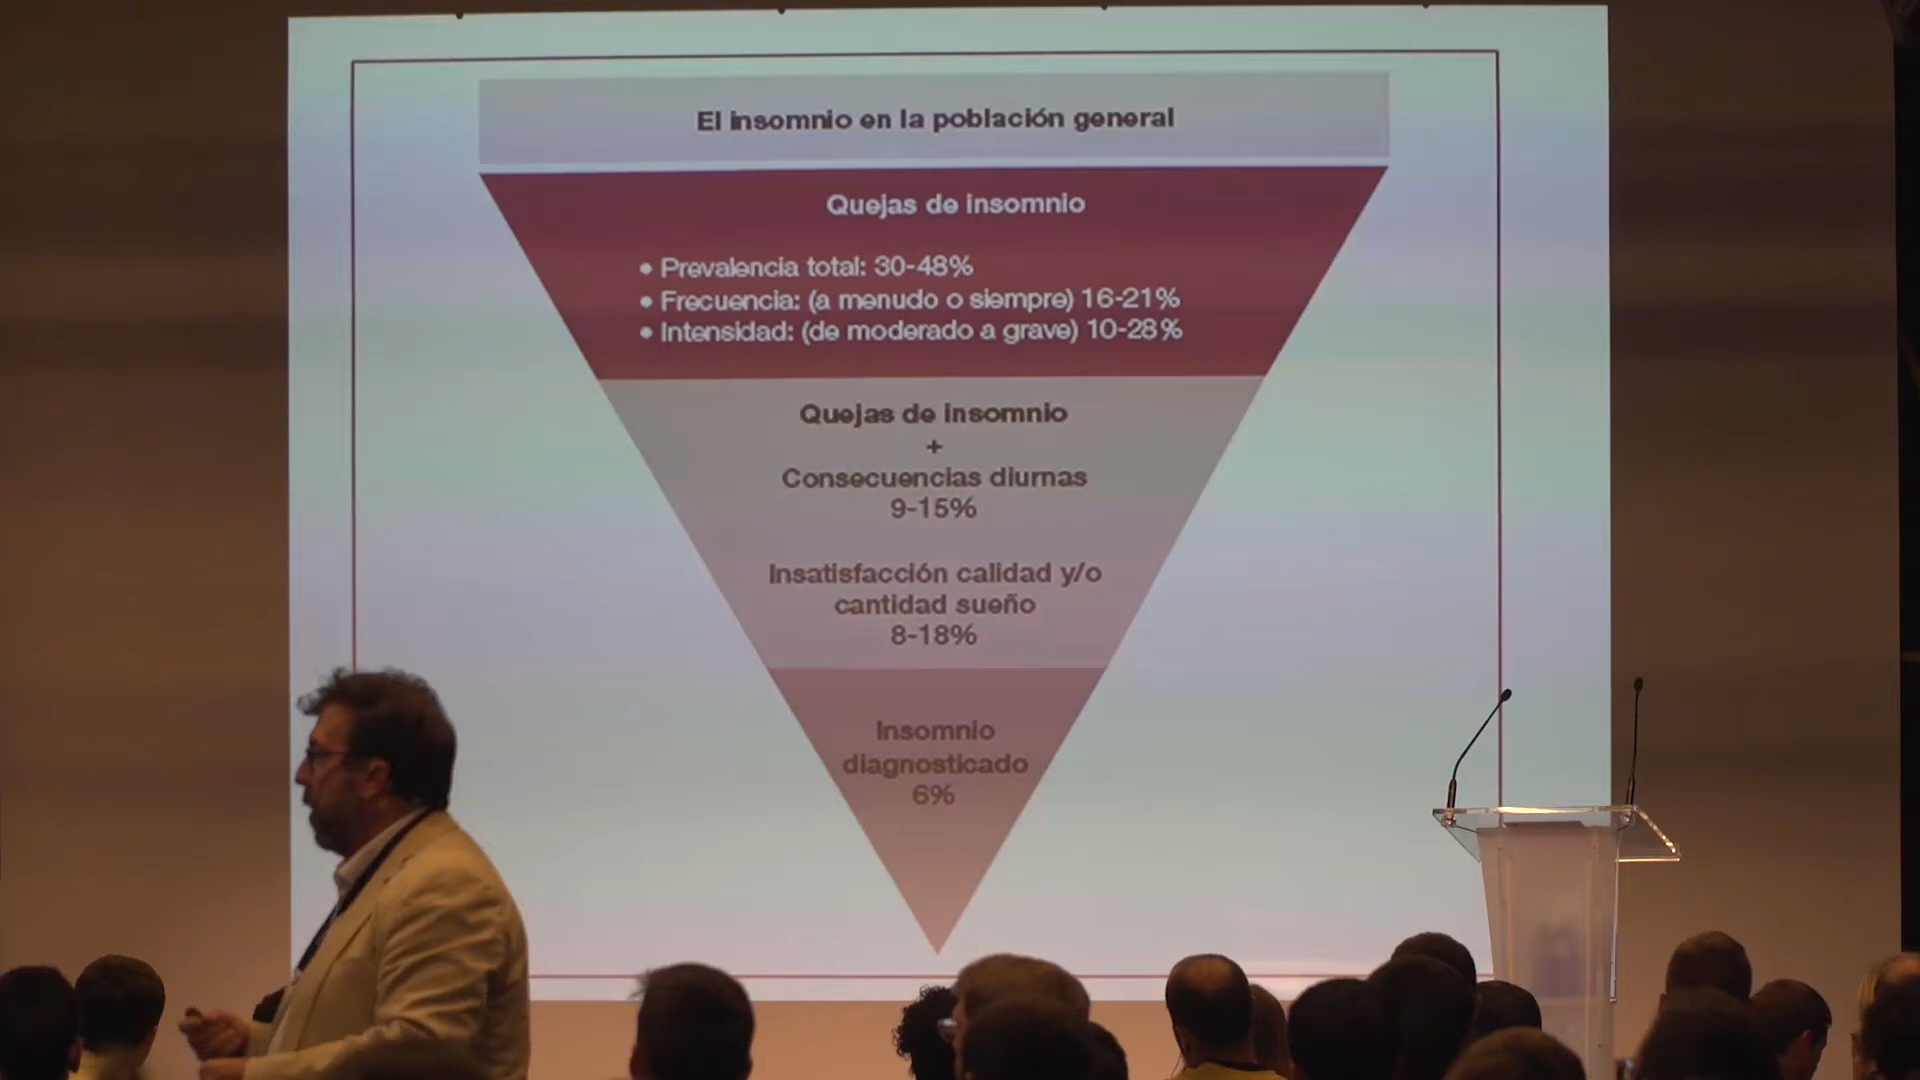 El insomnio en la población general
Quejas de insomnio
• Prevalencia total: 30-48%
• Frecuencia: (a menudo o siempre) 16-21%
• Intensidad: (de moderado a grave) 10-28%
Quejas de insomnio
+
Consecuencias diurnas
9-15%
Insatisfacción calidad y/o
cantidad sueño
8-18%
Insomnio
diagnosticado
6%